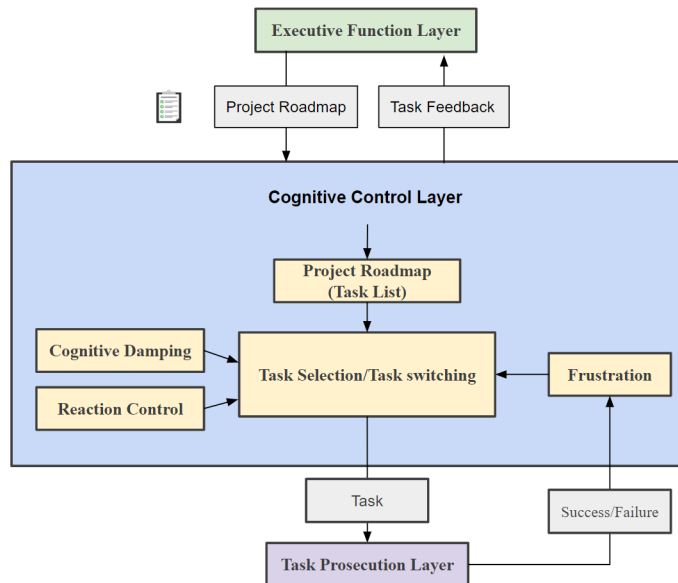 Executive Function Layer
Project Roadmap
Task Feedback
Cognitive Control Layer
Project Roadmap
(Task List)
Cognitive Damping
Task Selection/Task switching
Frustration
Reaction Control
Task
Success/Failure
Task Prosecution Layer